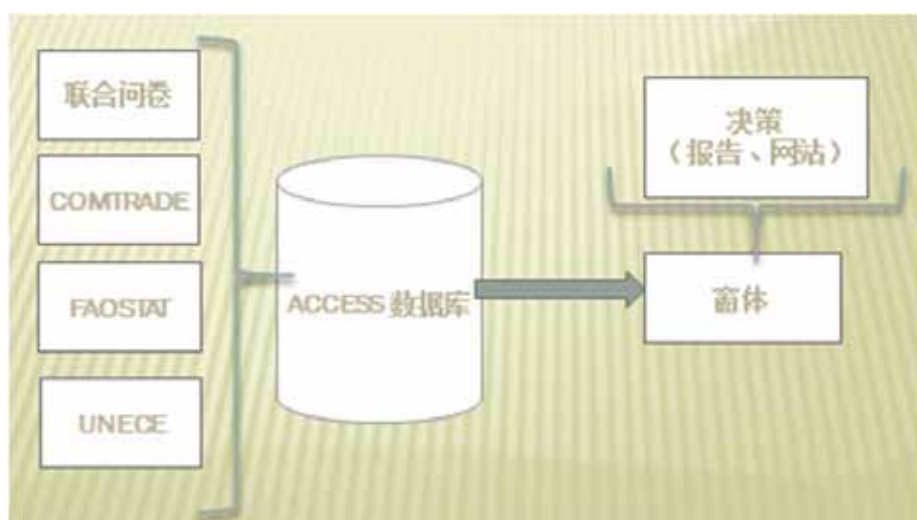 联合问卷
COMTRADE
FAOSTAT
UNECE
ACCESS 数据库
决策
（报告、网站）
窗体